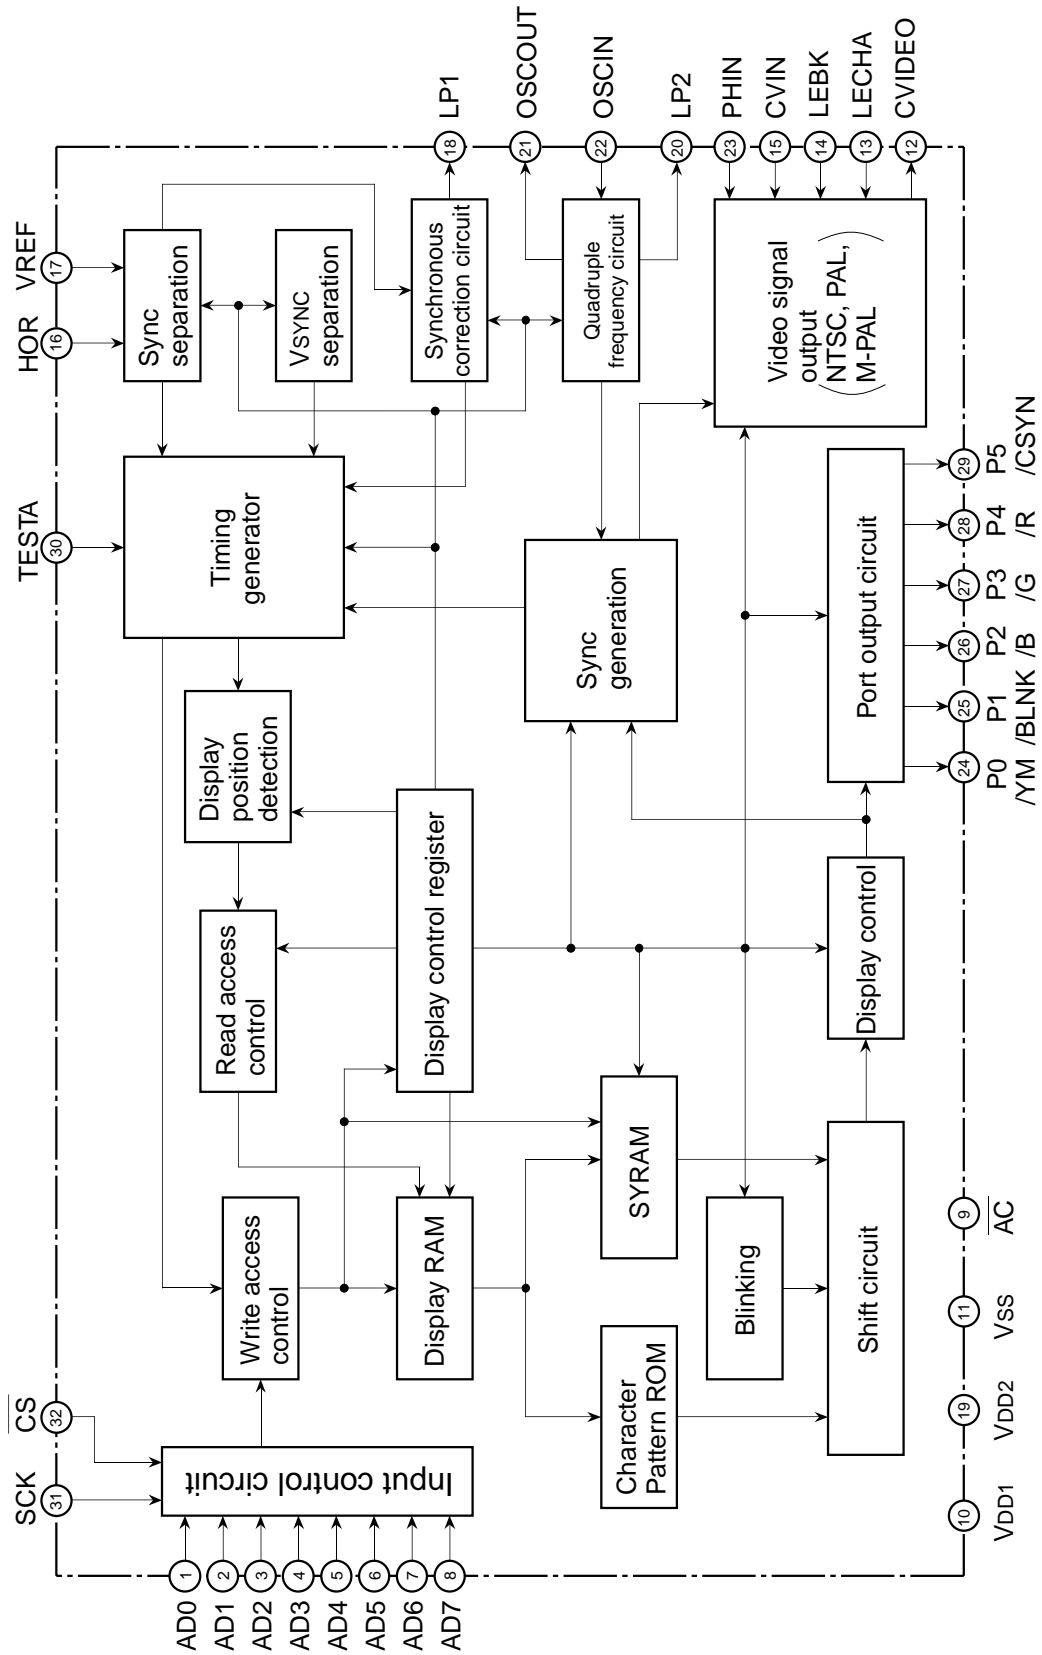 SCK
31
CS
32
TESTA
30
HOR
16
VREF
17
AD0
1
AD1
2
AD2
3
AD3
4
AD4
5
AD5
6
AD6
7
AD7
8
Input control circuit
Write access
control
Read access
control
Display
position
detection
Timing
generator
Sync
separation
VSYNC
separation
Display RAM
Display control register
Synchronous
correction circuit
18
LP1
21
OSCOUT
Character
Pattern ROM
SYRAM
Sync
generation
Quadruple
frequency circuit
22
OSCIN
20
LP2
Blinking
Video signal
output
NTSC, PAL,
M-PAL
23
PHIN
15
CVIN
14
LEBK
13
LECHA
12
CVIDEO
Shift circuit
Display control
Port output circuit
10
VDD1
19
VDD2
11
VSS
9
AC
24
P0
/YM
25
P1
/BLNK
26
P2
/B
27
P3
/G
28
P4
/R
29
P5
/CSYN